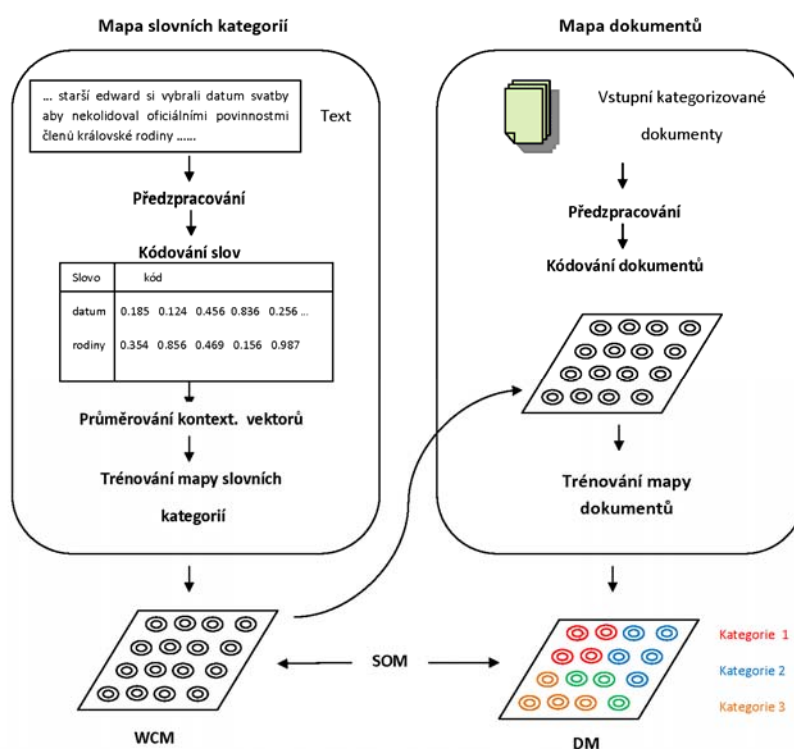 Mapa slovních kategorií
... starší edward si vybrali datum svatby
aby nekolidoval oficiálními povinnostmi
členů královské rodiny ......
Text
Předzpracování
Kódování slov
Slovo kód
datum 0.185 0.124 0.456 0.836 0.256 ...
rodiny 0.354 0.856 0.469 0.156 0.987
Průměrování kontext. vektorů
Trénování mapy slovních
kategorií
WCM
Mapa dokumentů
Vstupní kategorizované
dokumenty
Předzpracování
Kódování dokumentů
Trénování mapy
dokumentů
SOM
Kategorie 1
Kategorie 2
Kategorie 3
DM